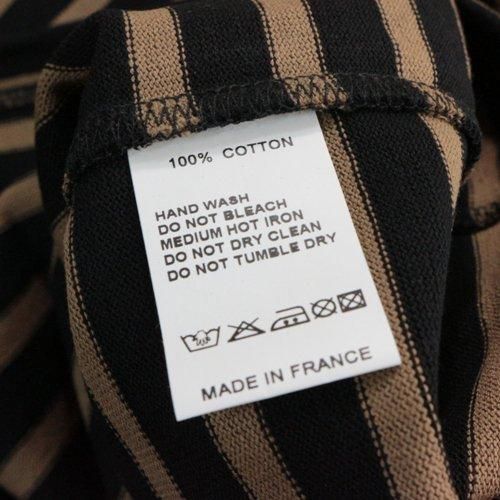 100% COTTON
HAND WASH
DO NOT BLEACH
MEDIUM HOT IRON
DO NOT DRY CLEAN
DO NOT TUMBLE DRY
MADE IN FRANCE